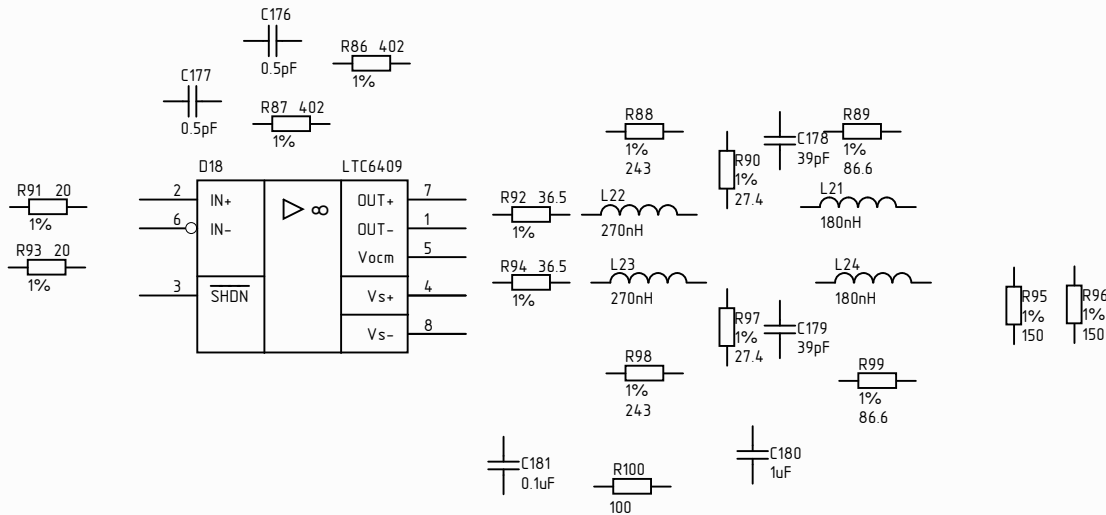 C176
0.5pF
R86 402
1%
C177
0.5pF
R87 402
1%
R88
1%
243
R90
1%
27.4
C178
39pF
R89
1%
86.6
D18
LTC6409
R91 20
1%
R93 20
1%
2
6
3
IN+
IN-
SHDN
▷ ∞
OUT+
OUT-
Vocm
Vs+
Vs-
7
1
5
4
8
R92 36.5
1%
L22
270nH
L21
180nH
R94 36.5
1%
L23
270nH
L24
180nH
R97
1%
27.4
C179
39pF
R95
1%
150
R96
1%
150
R98
1%
243
R99
1%
86.6
C181
0.1uF
R100
100
C180
1uF